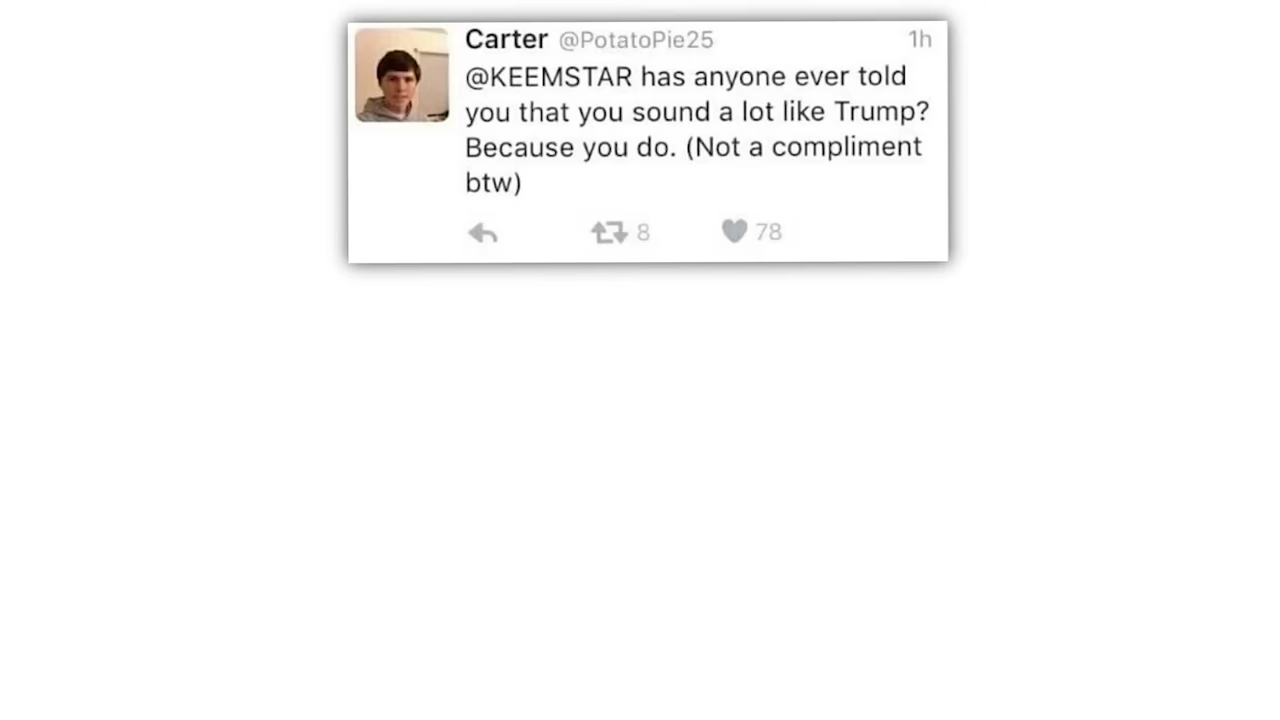 Carter @PotatoPie25 1h
@KEEMSTAR has anyone ever told
you that you sound a lot like Trump?
Because you do. (Not a compliment
btw)
8 78